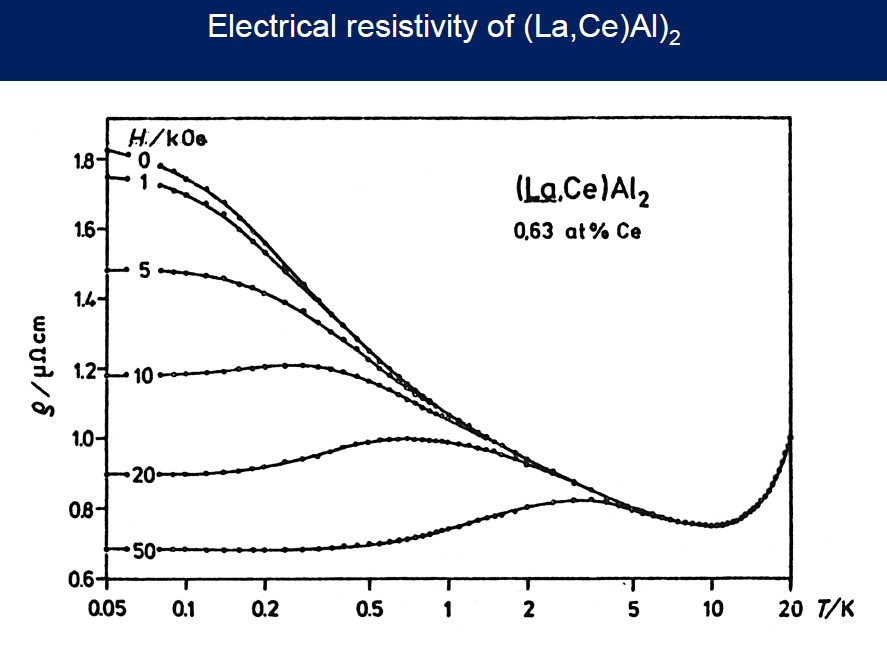 Electrical resistivity of (La,Ce)Al)₂
H/kOe
0
1
5
10
20
50
(La,Ce)Al₂
0,63 at% Ce
ϱ/μΩcm
1.8
1.6
1.4
1.2
1.0
0.8
0.6
0.05 0.1 0.2 0.5 1 2 5 10 20 T/K